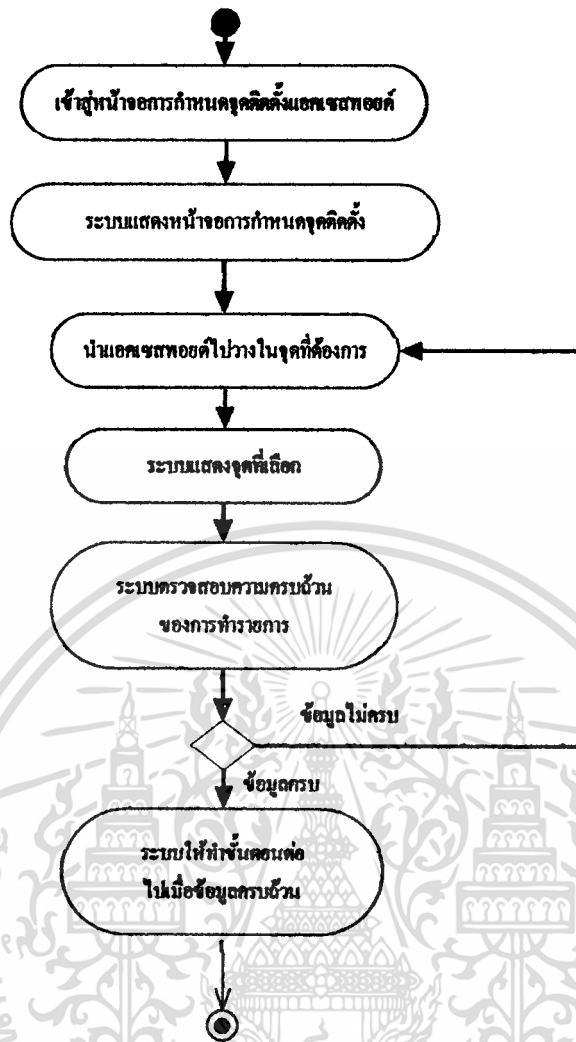 เข้าสู่หน้าจอการกำหนดจุดติดตั้งแอคเซสพอยต์
ระบบแสดงหน้าจอการกำหนดจุดติดตั้ง
นำแอคเซสพอยต์ไปวางในจุดที่ต้องการ
ระบบแสดงจุดที่เลือก
ระบบตรวจสอบความครบถ้วน
ของการทำรายการ
ข้อมูลไม่ครบ
ข้อมูลครบ
ระบบให้ทำขั้นตอนต่อ
ไปเมื่อข้อมูลครบถ้วน